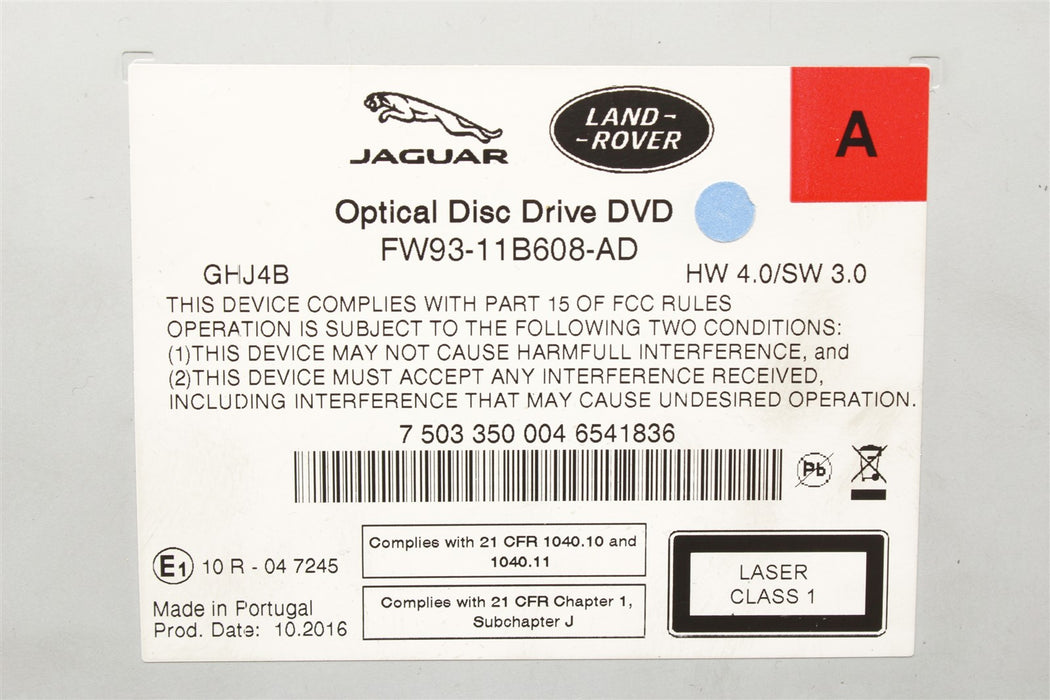 JAGUAR
LAND-
-ROVER
A
Optical Disc Drive DVD
FW93-11B608-AD
GHJ4B
HW 4.0/SW 3.0
THIS DEVICE COMPLIES WITH PART 15 OF FCC RULES
OPERATION IS SUBJECT TO THE FOLLOWING TWO CONDITIONS:
(1)THIS DEVICE MAY NOT CAUSE HARMFULL INTERFERENCE, and
(2)THIS DEVICE MUST ACCEPT ANY INTERFERENCE RECEIVED,
INCLUDING INTERFERENCE THAT MAY CAUSE UNDESIRED OPERATION.
7 503 350 004 6541836
Pb
E1 10 R - 04 7245
Made in Portugal
Prod. Date: 10.2016
Complies with 21 CFR 1040.10 and
1040.11
Complies with 21 CFR Chapter 1,
Subchapter J
LASER
CLASS 1